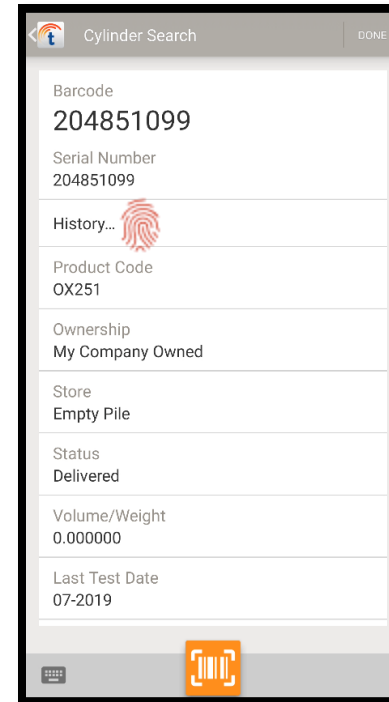 t
Cylinder Search
DONE
Barcode
204851099
Serial Number
204851099
History...
Product Code
OX251
Ownership
My Company Owned
Store
Empty Pile
Status
Delivered
Volume/Weight
0.000000
Last Test Date
07-2019